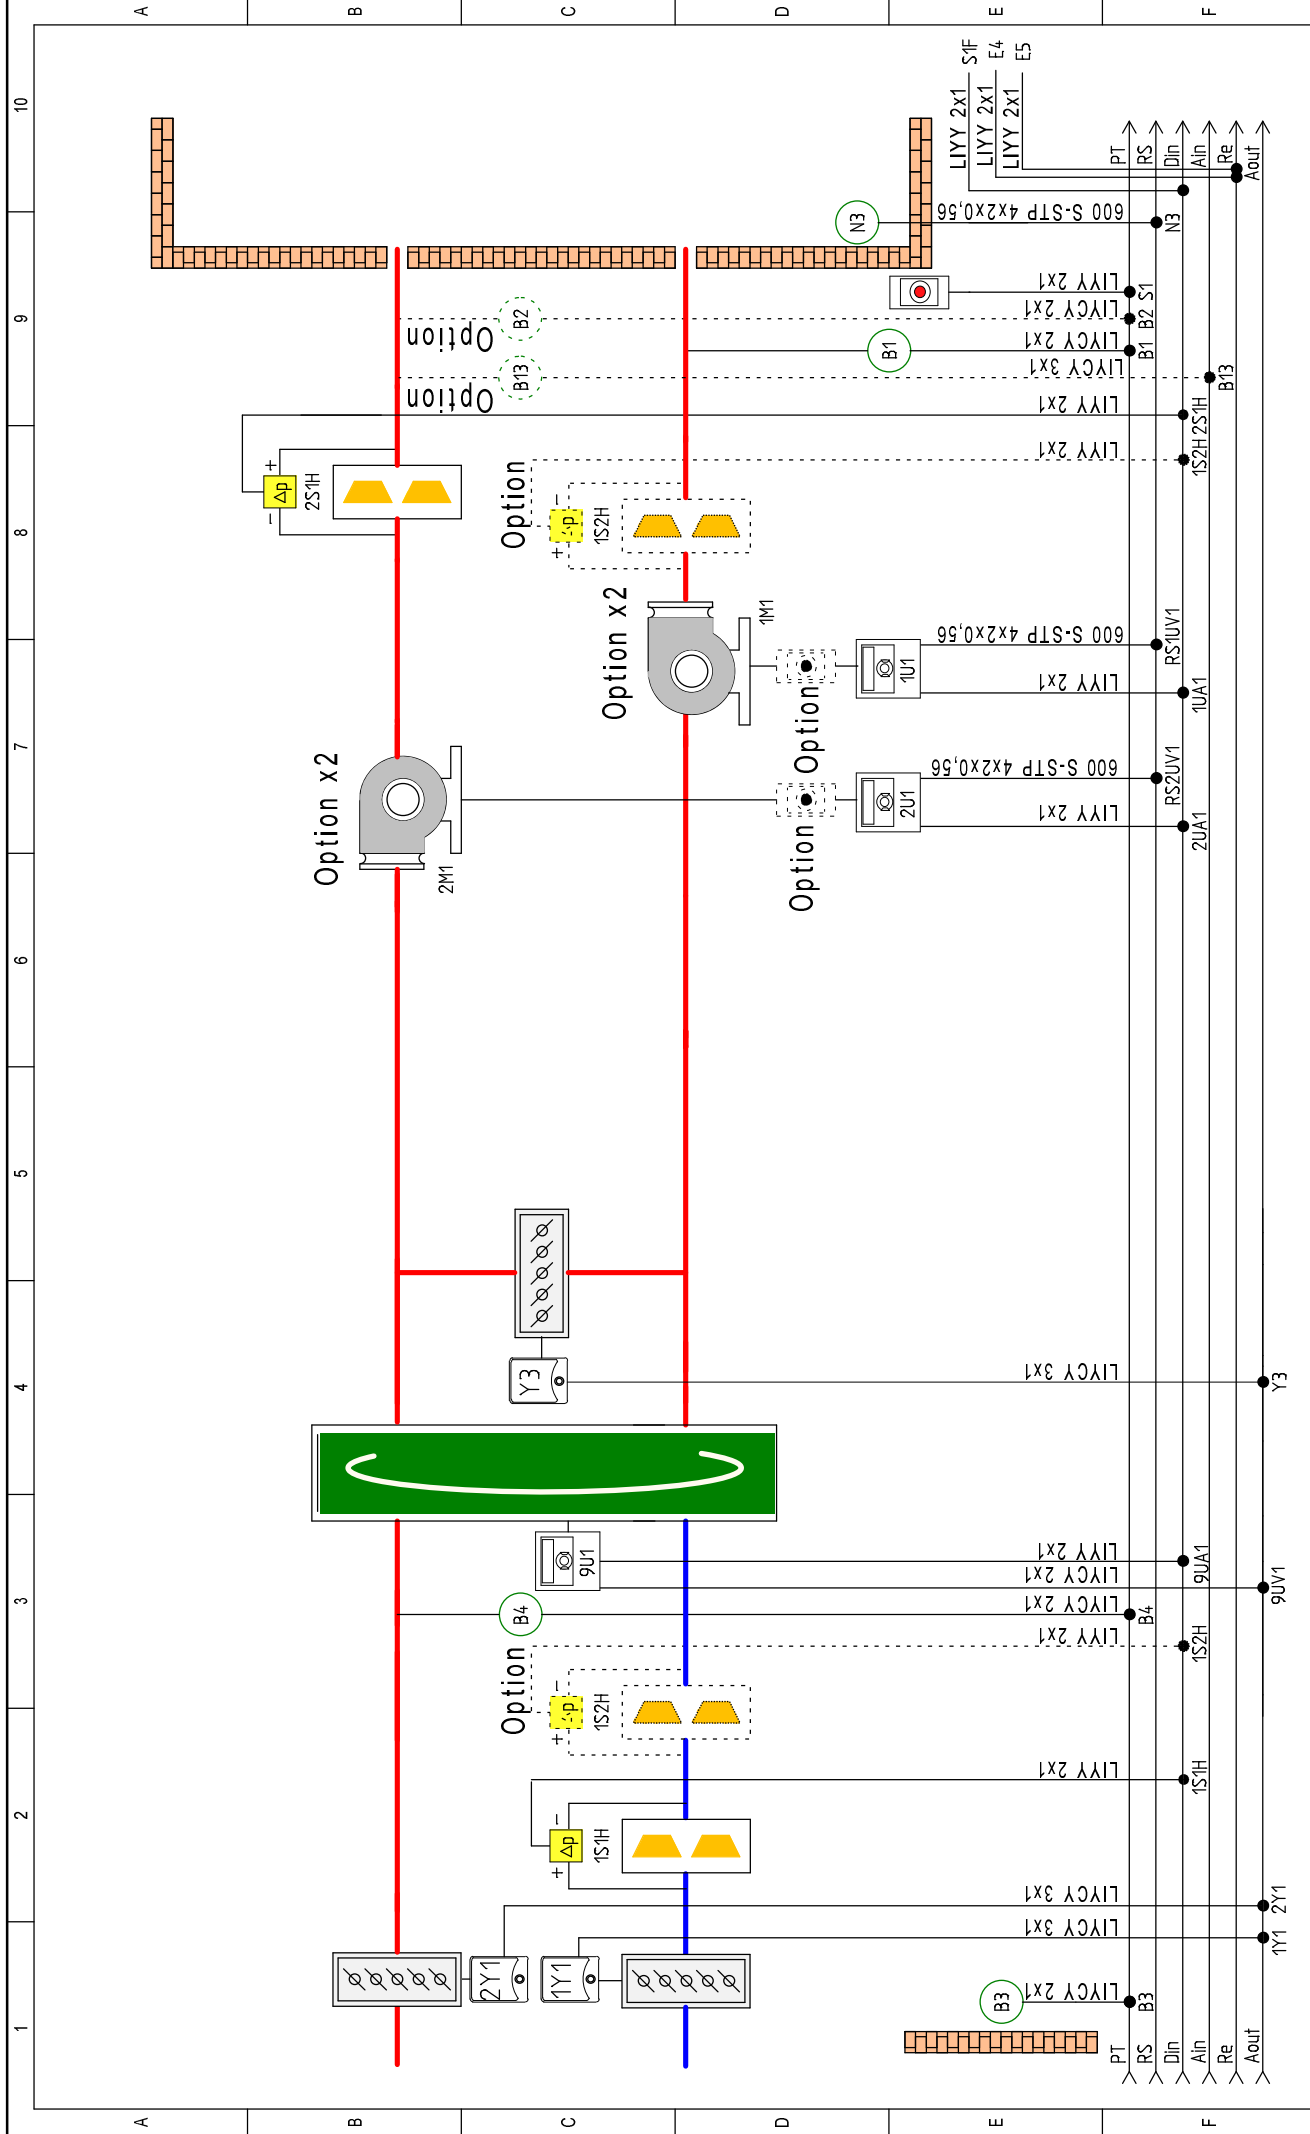 A
B
C
D
E
F
10
9
8
7
6
5
4
3
2
1
S1F
E4
E5
LIYY 2x1
LIYY 2x1
LIYY 2x1
PT
RS
Din
Ain
Re
Aout
N3
600 S-STP 4x2x0,56
N3
LIYY 2x1
S1
B2
Option
LIYCY 2x1
B2
B1
LIYCY 2x1
B1
B13
Option
LIYCY 3x1
B13
LIYY 2x1
2S1H
+
Δp
-
2S1H
Option
LIYY 2x1
1S2H
-
Δp
+
1S2H
Option x2
1M1
Option
1U1
600 S-STP 4x2x0,56
RS1UV1
LIYY 2x1
1UA1
Option x2
2M1
Option
2U1
600 S-STP 4x2x0,56
RS2UV1
LIYY 2x1
2UA1
Y3
LIYCY 3x1
Y3
9U1
LIYY 2x1
9UA1
LIYCY 2x1
9UV1
B4
LIYCY 2x1
B4
Option
LIYY 2x1
1S2H
-
Δp
+
1S2H
LIYY 2x1
1S1H
-
Δp
+
1S1H
2Y1
LIYCY 3x1
2Y1
1Y1
LIYCY 3x1
1Y1
B3
LIYCY 2x1
B3
PT
RS
Din
Ain
Re
Aout
A
B
C
D
E
F